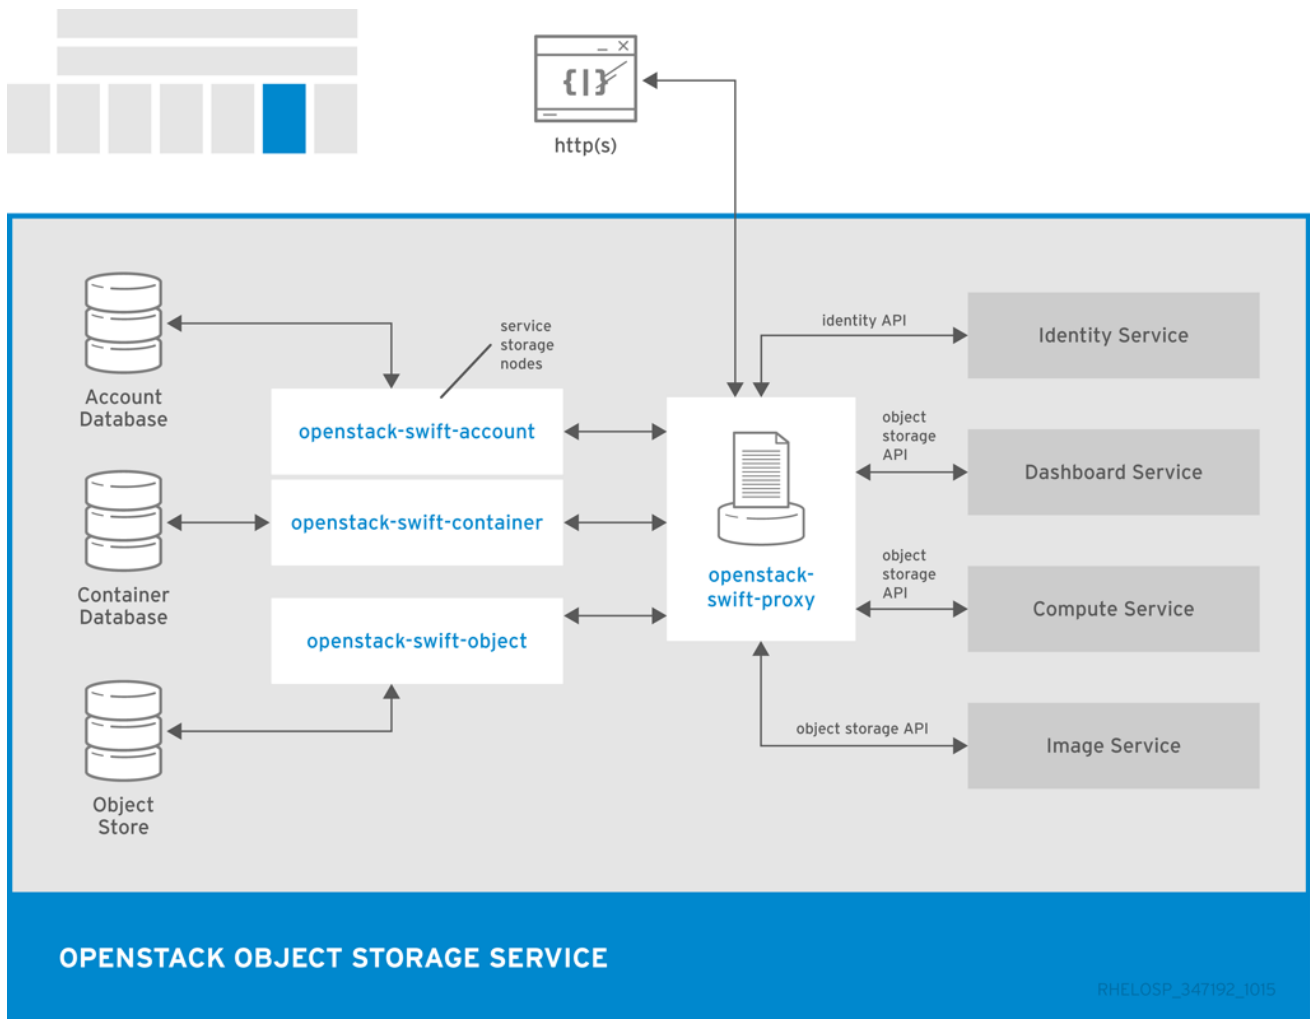 {|}
http(s)
Account
Database
service
storage
nodes
openstack-swift-account
Container
Database
openstack-swift-container
openstack-swift-object
Object
Store
openstack-
swift-proxy
identity API
Identity Service
object
storage
API
Dashboard Service
object
storage
API
Compute Service
object storage API
Image Service
OPENSTACK OBJECT STORAGE SERVICE
RHELOSP_347192_1015